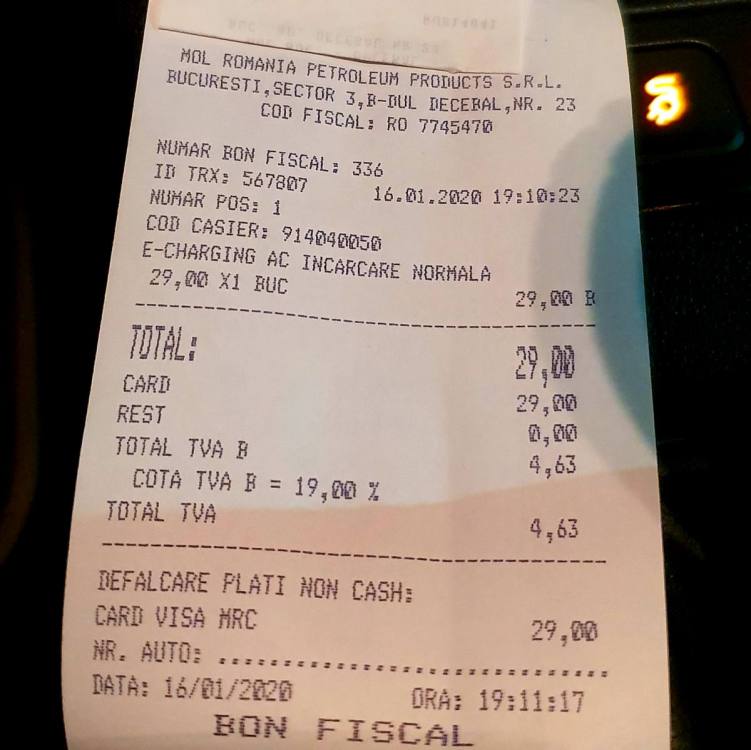 MOL ROMANIA PETROLEUM PRODUCTS S.R.L.
BUCURESTI,SECTOR 3,B-DUL DECEBAL,NR. 23
COD FISCAL: RO 7745470
NUMAR BON FISCAL: 336
ID TRX: 567807 16.01.2020 19:10:23
NUMAR POS: 1
COD CASIER: 914040050
E-CHARGING AC INCARCARE NORMALA
29,00 X1 BUC 29,00 B
TOTAL: 29,00
CARD 29,00
REST 0,00
TOTAL TVA B 4,63
COTA TVA B = 19,00 %
TOTAL TVA 4,63
DEFALCARE PLATI NON CASH:
CARD VISA MRC 29,00
NR. AUTO: ..............................
DATA: 16/01/2020 ORA: 19:11:17
BON FISCAL